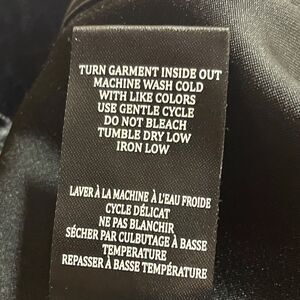 TURN GARMENT INSIDE OUT
MACHINE WASH COLD
WITH LIKE COLORS
USE GENTLE CYCLE
DO NOT BLEACH
TUMBLE DRY LOW
IRON LOW
LAVER À LA MACHINE À L'EAU FROIDE
CYCLE DÉLICAT
NE PAS BLANCHIR
SÉCHER PAR CULBUTAGE À BASSE
TEMPERATURE
REPASSER À BASSE TEMPÉRATURE